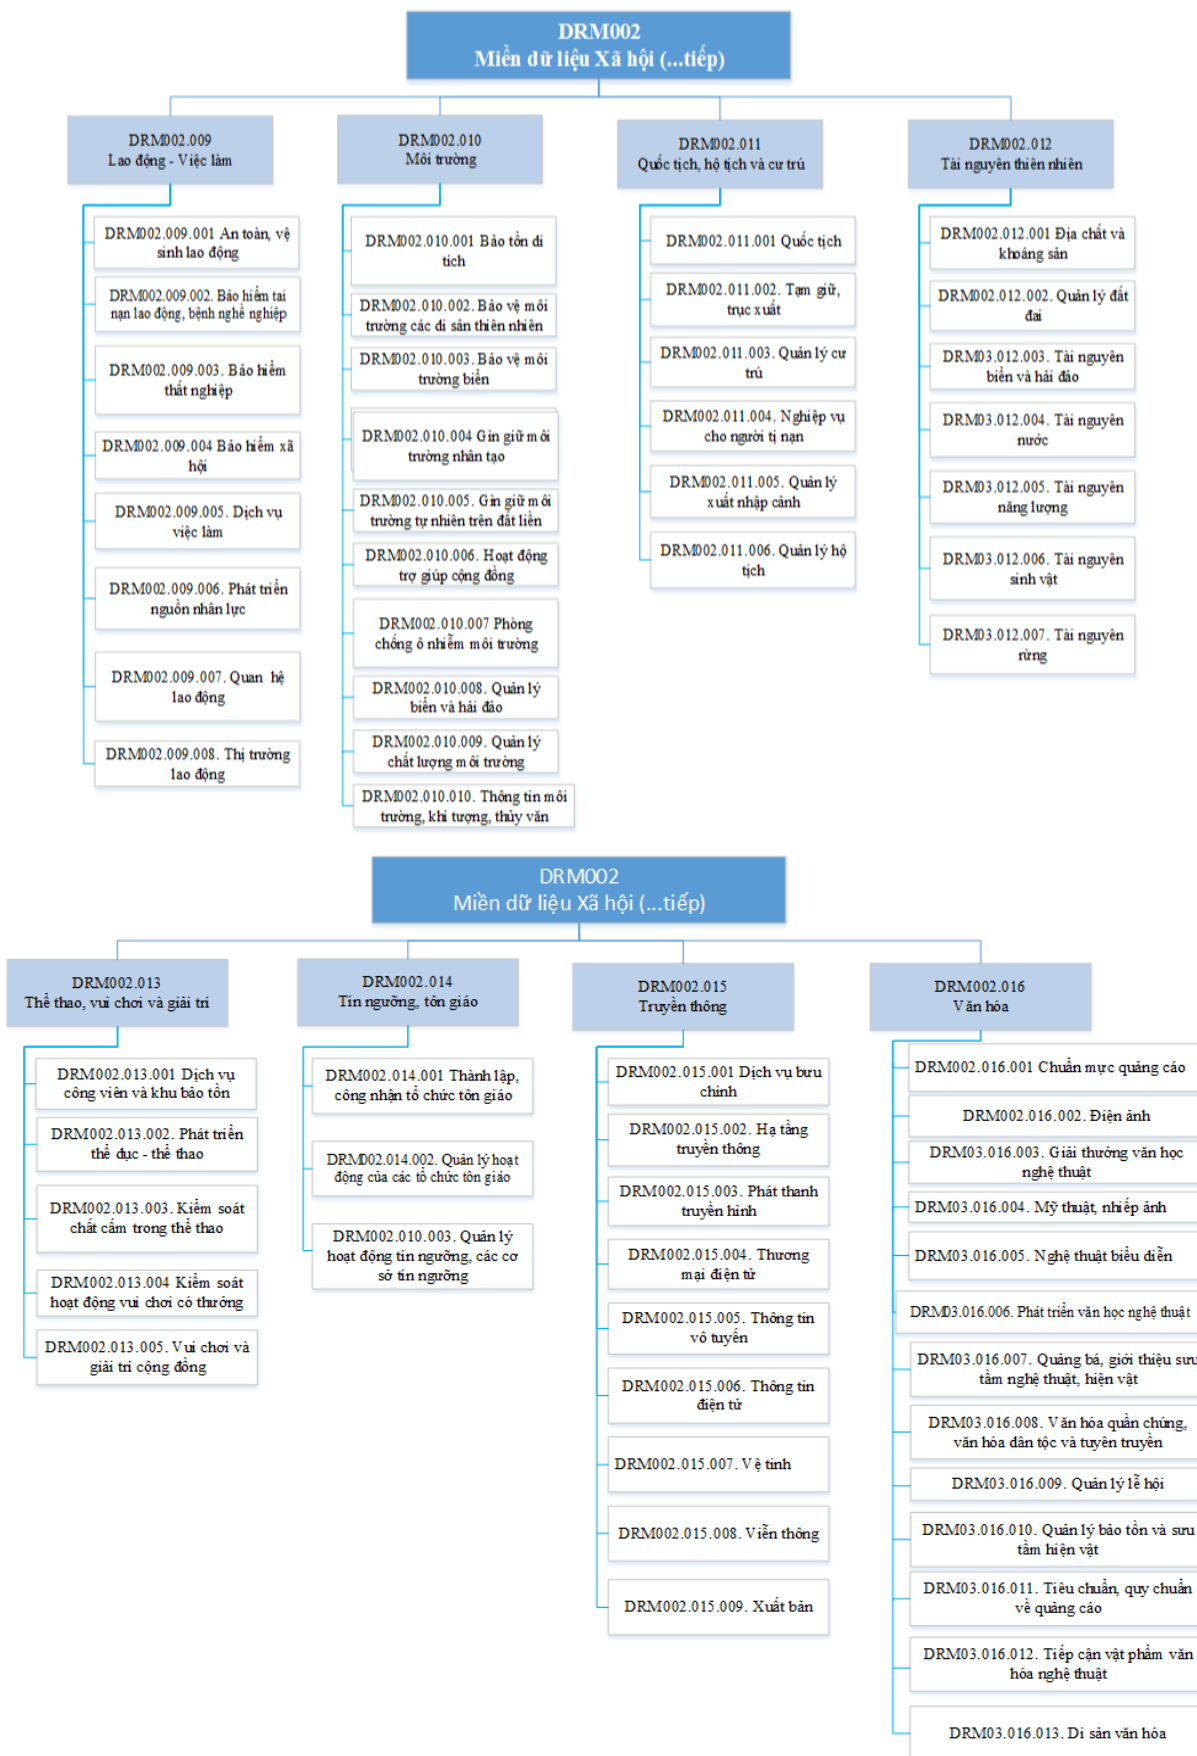 DRM002
Miền dữ liệu Xã hội (...tiếp)
DRM002.009
Lao động - Việc làm
DRM002.009.001 An toàn, vệ
sinh lao động
DRM002.009.002. Bảo hiểm tai
nạn lao động, bệnh nghề nghiệp
DRM002.009.003. Bảo hiểm
thất nghiệp
DRM002.009.004 Bảo hiểm xã
hội
DRM002.009.005. Dịch vụ
việc làm
DRM002.009.006. Phát triển
nguồn nhân lực
DRM002.009.007. Quan hệ
lao động
DRM002.009.008. Thị trường
lao động
DRM002.010
Môi trường
DRM002.010.001 Bảo tồn di
tích
DRM002.010.002. Bảo vệ môi
trường các di sản thiên nhiên
DRM002.010.003. Bảo vệ môi
trường biển
DRM002.010.004 Gìn giữ môi
trường nhân tạo
DRM002.010.005. Gìn giữ môi
trường tự nhiên trên đất liền
DRM002.010.006. Hoạt động
trợ giúp cộng đồng
DRM002.010.007 Phòng
chống ô nhiễm môi trường
DRM002.010.008. Quản lý
biển và hải đảo
DRM002.010.009. Quản lý
chất lượng môi trường
DRM002.010.010. Thông tin môi
trường, khí tượng, thủy văn
DRM002.011
Quốc tịch, hộ tịch và cư trú
DRM002.011.001 Quốc tịch
DRM002.011.002. Tạm giữ,
trục xuất
DRM002.011.003. Quản lý cư
trú
DRM002.011.004. Nghiệp vụ
cho người tị nạn
DRM002.011.005. Quản lý
xuất nhập cảnh
DRM002.011.006. Quản lý hộ
tịch
DRM002.012
Tài nguyên thiên nhiên
DRM002.012.001 Địa chất và
khoáng sản
DRM002.012.002. Quản lý đất
đai
DRM03.012.003. Tài nguyên
biển và hải đảo
DRM03.012.004. Tài nguyên
nước
DRM03.012.005. Tài nguyên
năng lượng
DRM03.012.006. Tài nguyên
sinh vật
DRM03.012.007. Tài nguyên
rừng
DRM002
Miền dữ liệu Xã hội (...tiếp)
DRM002.013
Thể thao, vui chơi và giải trí
DRM002.013.001 Dịch vụ
công viên và khu bảo tồn
DRM002.013.002. Phát triển
thể dục - thể thao
DRM002.013.003. Kiểm soát
chất cấm trong thể thao
DRM002.013.004 Kiểm soát
hoạt động vui chơi có thưởng
DRM002.013.005. Vui chơi và
giải trí cộng đồng
DRM002.014
Tín ngưỡng, tôn giáo
DRM002.014.001 Thành lập,
công nhận tổ chức tôn giáo
DRM002.014.002. Quản lý hoạt
động của các tổ chức tôn giáo
DRM002.010.003. Quản lý
hoạt động tín ngưỡng, các cơ
sở tín ngưỡng
DRM002.015
Truyền thông
DRM002.015.001 Dịch vụ bưu
chính
DRM002.015.002. Hạ tầng
truyền thông
DRM002.015.003. Phát thanh
truyền hình
DRM002.015.004. Thương
mại điện tử
DRM002.015.005. Thông tin
vô tuyến
DRM002.015.006. Thông tin
điện tử
DRM002.015.007. Vệ tinh
DRM002.015.008. Viễn thông
DRM002.015.009. Xuất bản
DRM002.016
Văn hóa
DRM002.016.001 Chuẩn mực quảng cáo
DRM002.016.002. Điện ảnh
DRM03.016.003. Giải thưởng văn học
nghệ thuật
DRM03.016.004. Mỹ thuật, nhiếp ảnh
DRM03.016.005. Nghệ thuật biểu diễn
DRM03.016.006. Phát triển văn học nghệ thuật
DRM03.016.007. Quảng bá, giới thiệu sưu
tầm nghệ thuật, hiện vật
DRM03.016.008. Văn hóa quần chúng,
văn hóa dân tộc và tuyên truyền
DRM03.016.009. Quản lý lễ hội
DRM03.016.010. Quản lý bảo tồn và sưu
tầm hiện vật
DRM03.016.011. Tiêu chuẩn, quy chuẩn
về quảng cáo
DRM03.016.012. Tiếp cận vật phẩm văn
hóa nghệ thuật
DRM03.016.013. Di sản văn hóa